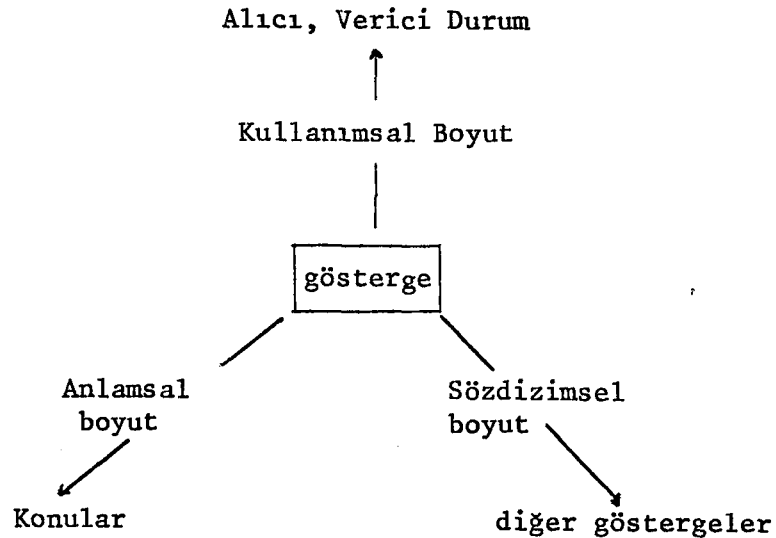 Alıcı, Verici Durum
Kullanımsal Boyut
gösterge
Anlamsal
boyut
Sözdizimsel
boyut
Konular
diğer göstergeler